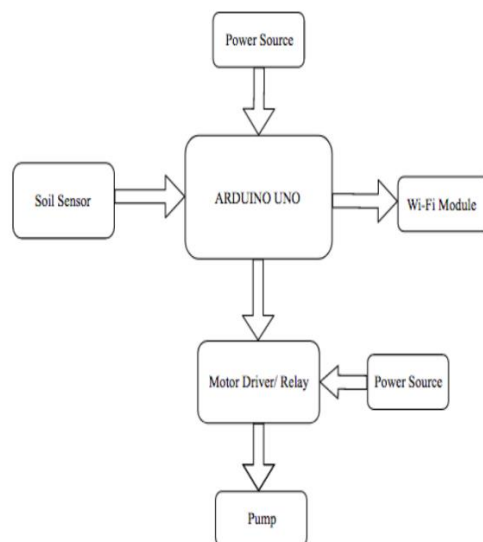 Power Source
Soil Sensor
ARDUINO UNO
Wi-Fi Module
Motor Driver/ Relay
Power Source
Pump